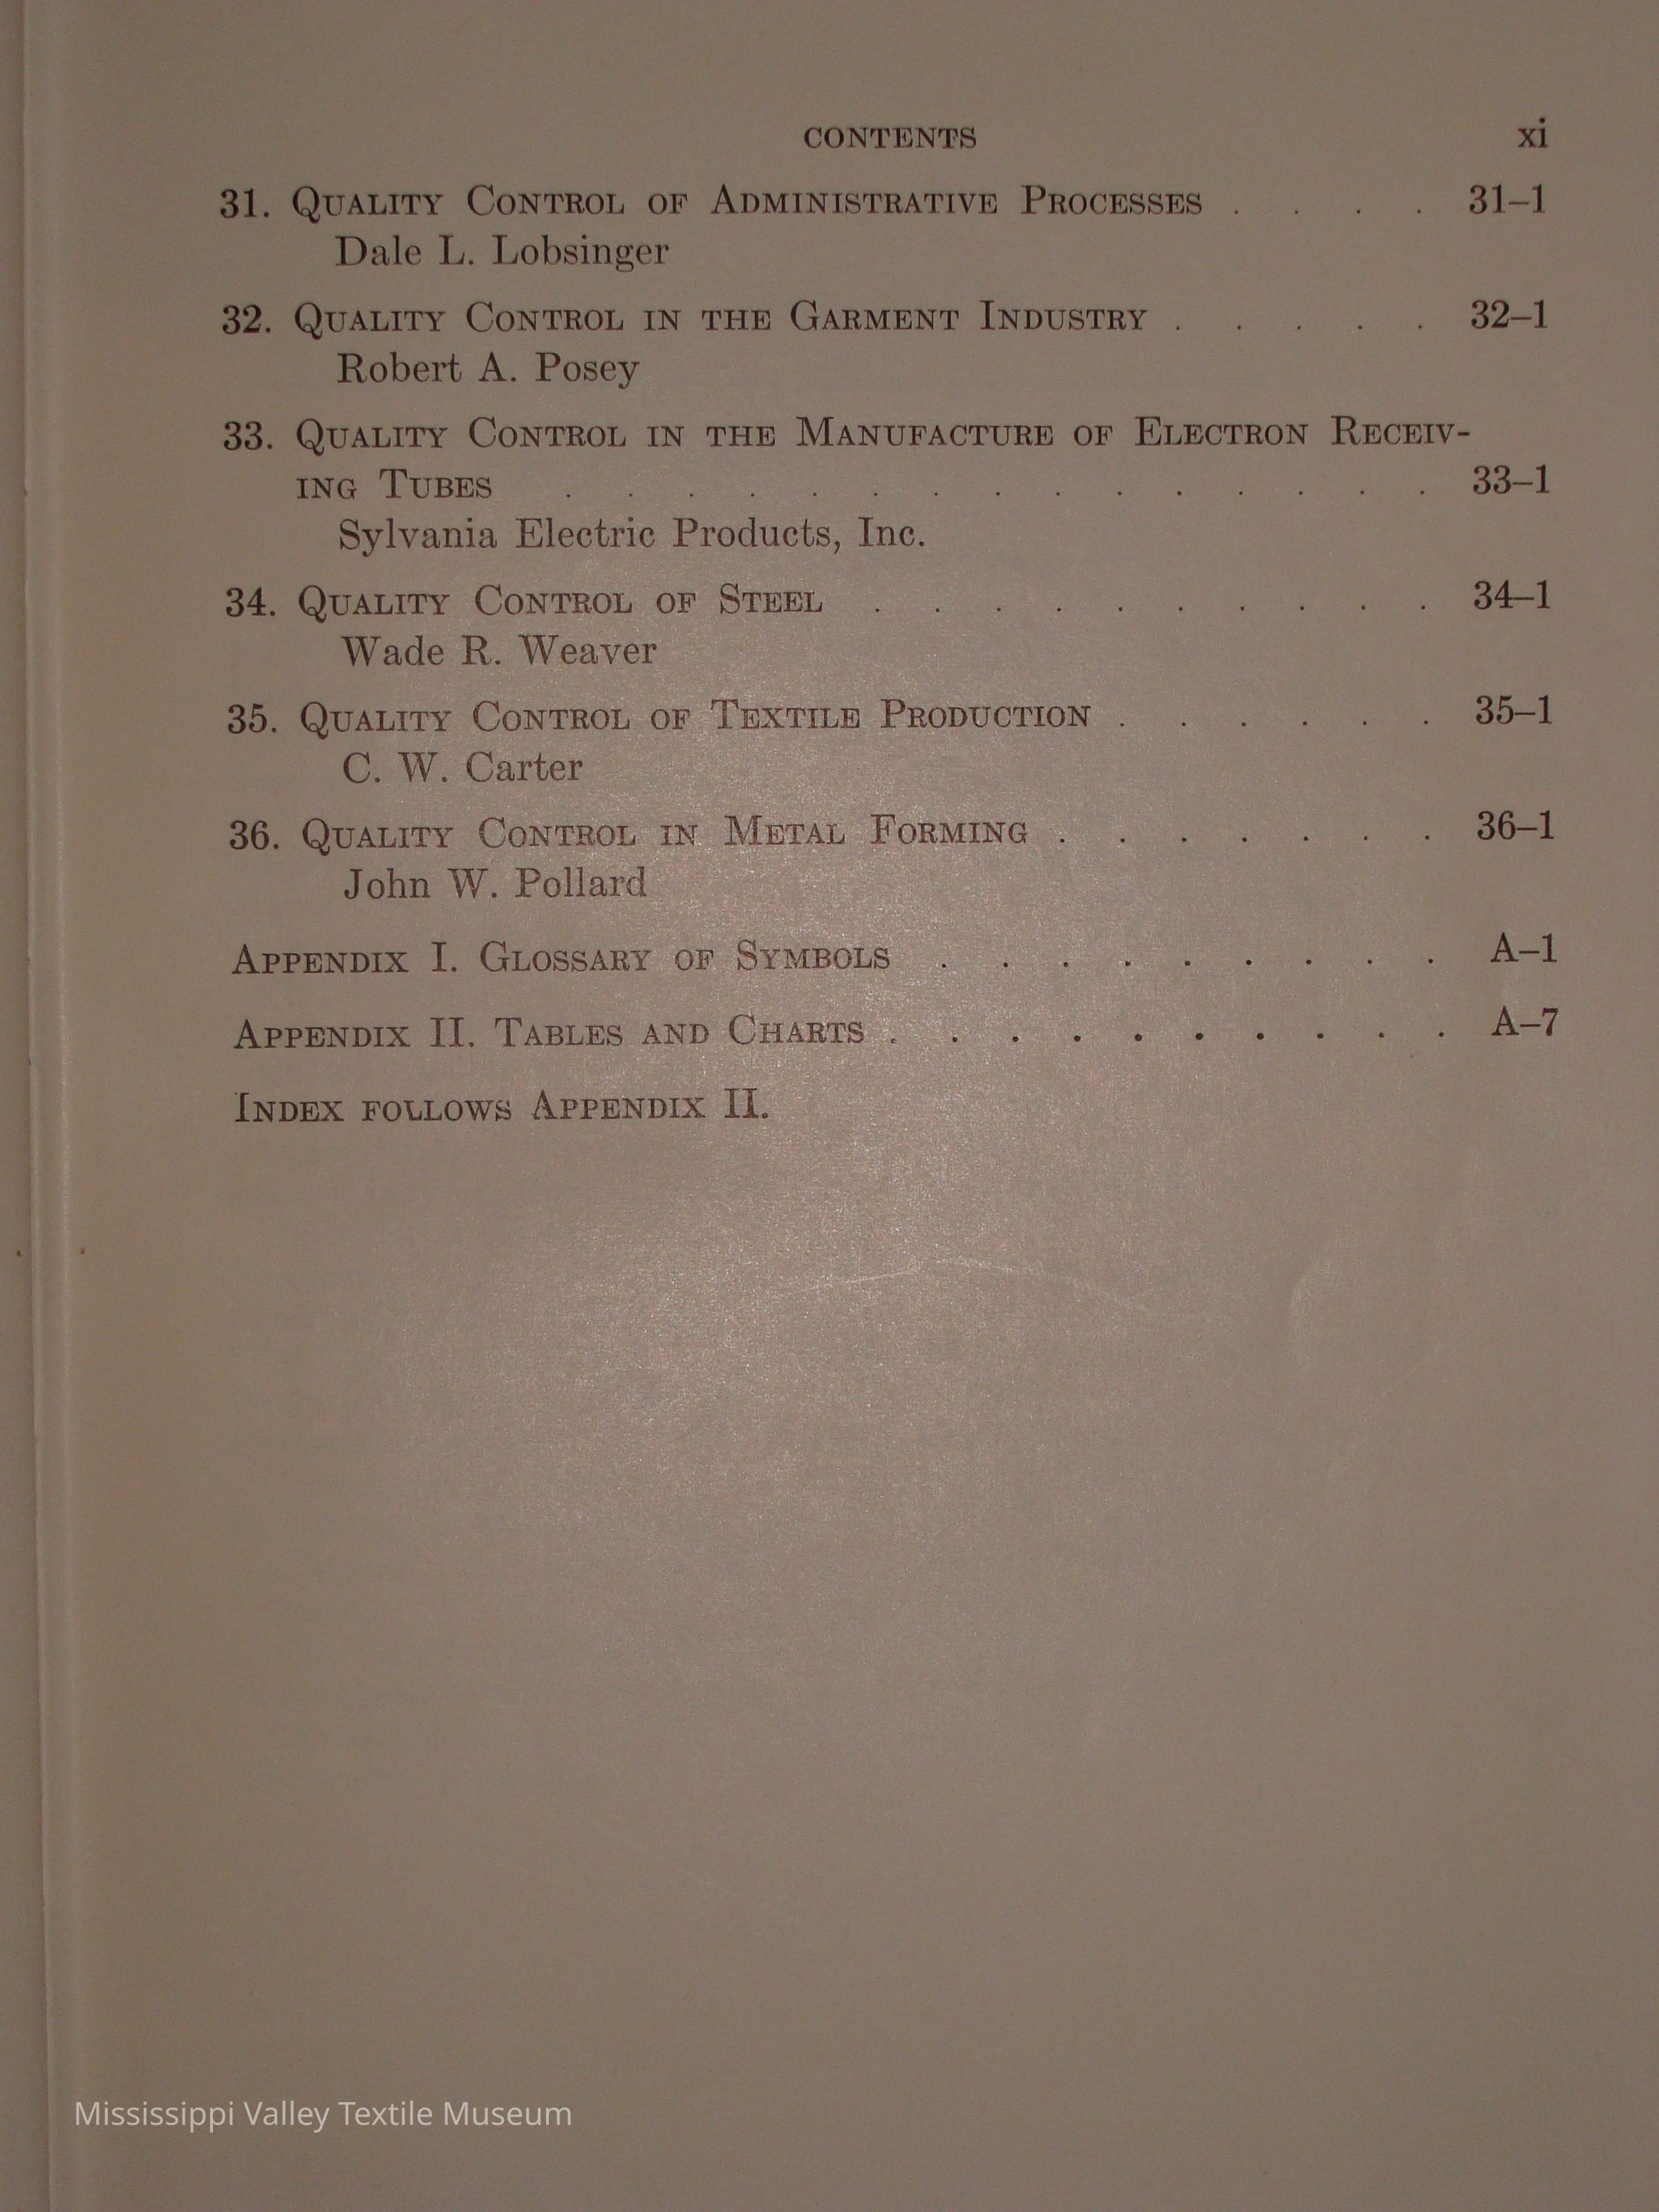 CONTENTS xi
31. Quality Control of Administrative Processes . . . . 31–1
Dale L. Lobsinger
32. Quality Control in the Garment Industry . . . . . 32–1
Robert A. Posey
33. Quality Control in the Manufacture of Electron Receiv-
ing Tubes . . . . . . . . . . . . . . . 33–1
Sylvania Electric Products, Inc.
34. Quality Control of Steel . . . . . . . . . . 34–1
Wade R. Weaver
35. Quality Control of Textile Production . . . . . . 35–1
C. W. Carter
36. Quality Control in Metal Forming . . . . . . . 36–1
John W. Pollard
Appendix I. Glossary of Symbols . . . . . . . . . A–1
Appendix II. Tables and Charts . . . . . . . . . . A–7
Index follows Appendix II.
Mississippi Valley Textile Museum